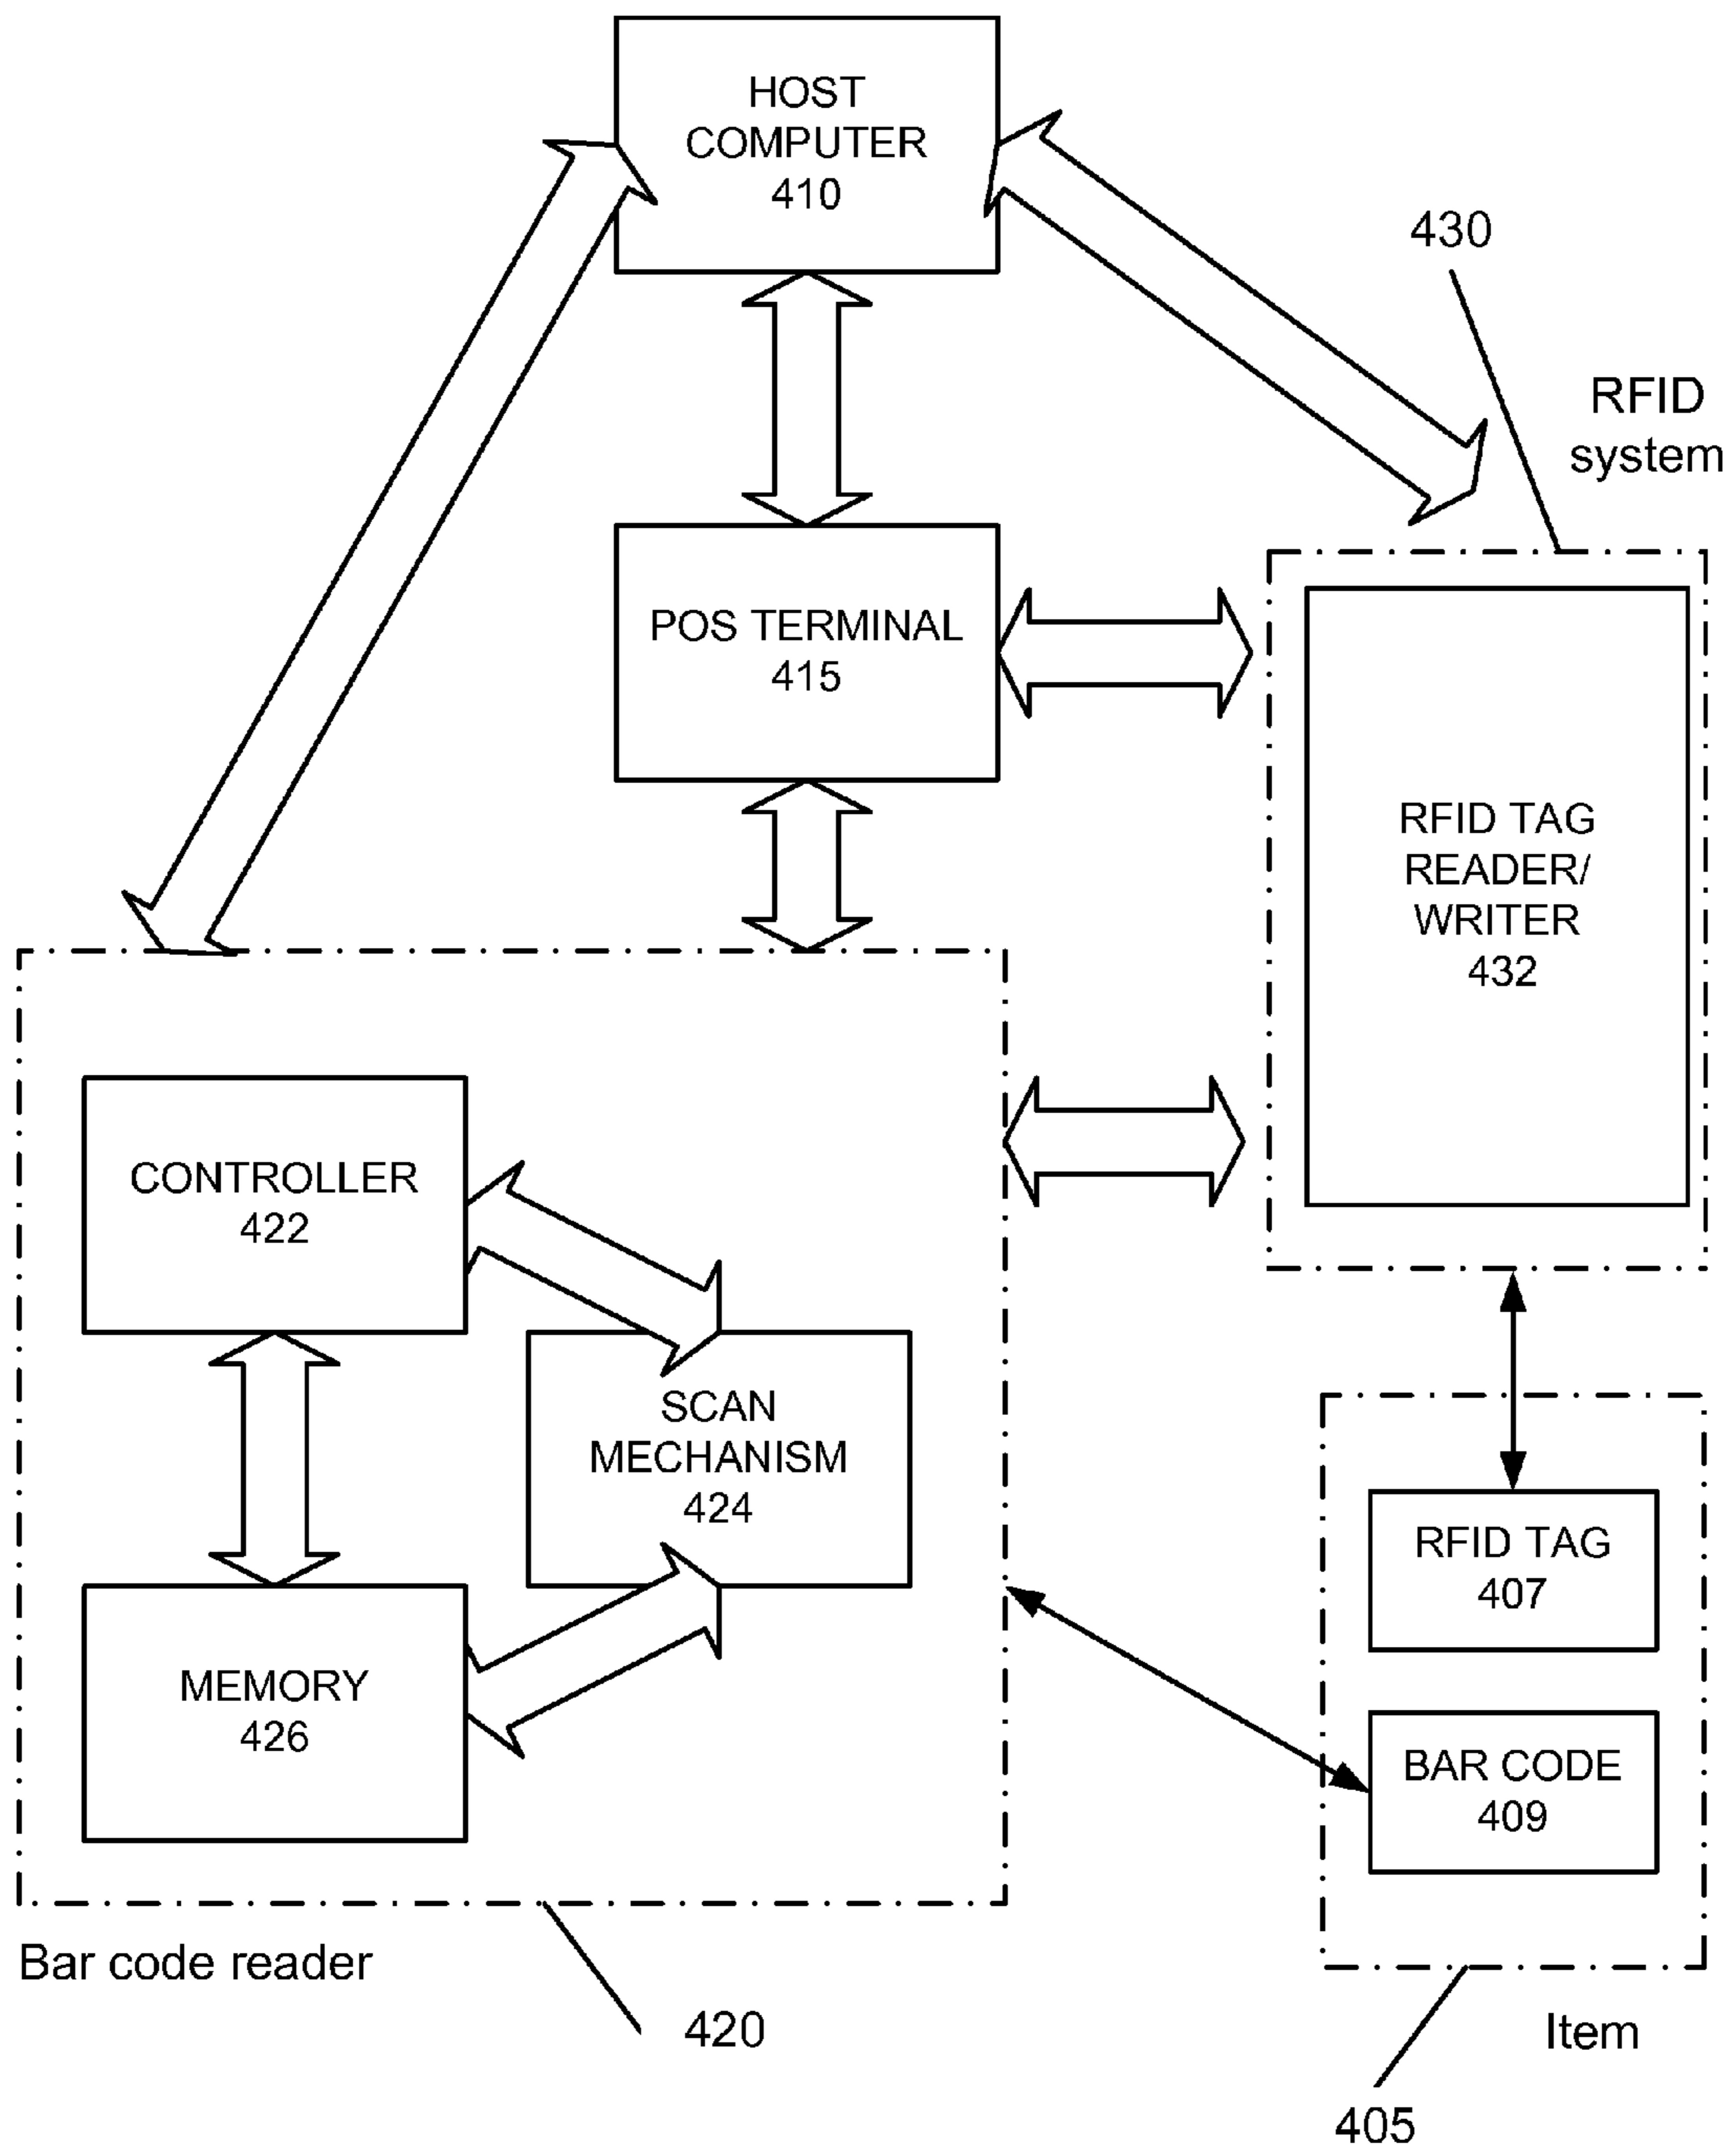 HOST
COMPUTER
410
430
RFID
system
POS TERMINAL
415
RFID TAG
READER/
WRITER
432
CONTROLLER
422
SCAN
MECHANISM
424
MEMORY
426
RFID TAG
407
BAR CODE
409
Bar code reader
420
Item
405